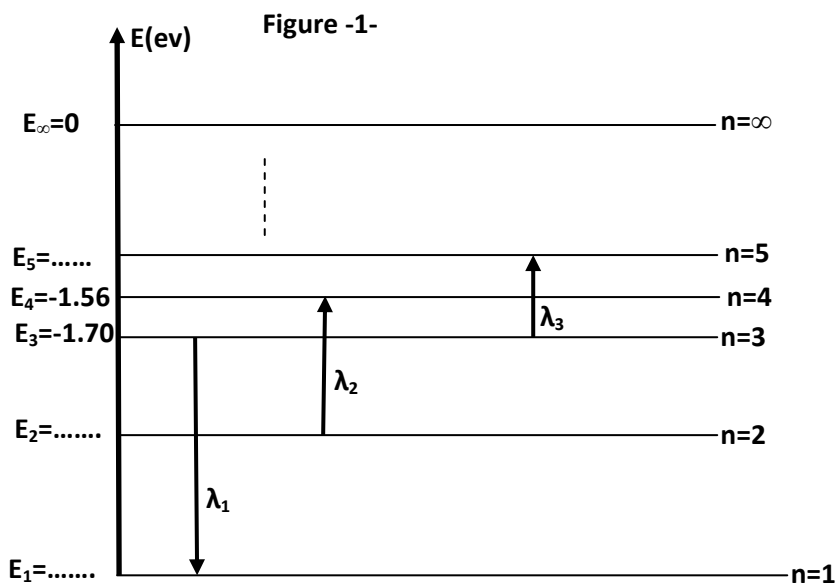 Figure -1-
E(ev)
E∞=0 n=∞
E₅=…… n=5
E₄=-1.56 n=4
λ₃
E₃=-1.70 n=3
λ₂
E₂=……. n=2
λ₁
E₁=……. n=1